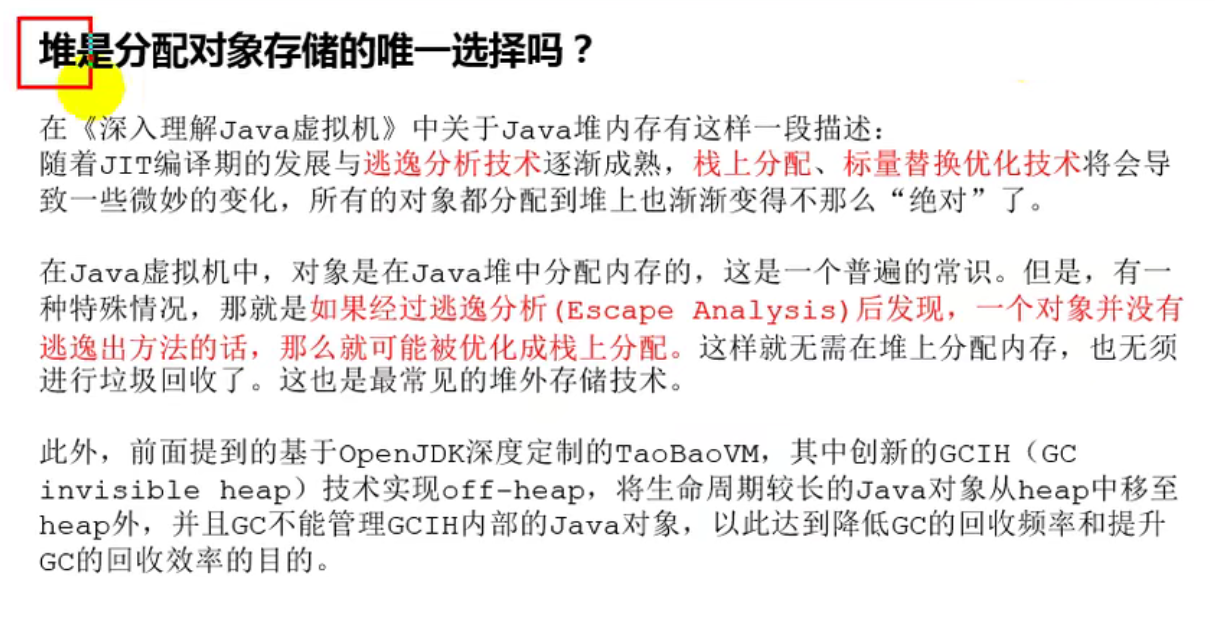 堆是分配对象存储的唯一选择吗？
在《深入理解Java虚拟机》中关于Java堆内存有这样一段描述：
随着JIT编译期的发展与逃逸分析技术逐渐成熟，栈上分配、标量替换优化技术将会导
致一些微妙的变化，所有的对象都分配到堆上也渐渐变得不那么“绝对”了。
在Java虚拟机中，对象是在Java堆中分配内存的，这是一个普遍的常识。但是，有一
种特殊情况，那就是如果经过逃逸分析(Escape Analysis)后发现，一个对象并没有
逃逸出方法的话，那么就可能被优化成栈上分配。这样就无需在堆上分配内存，也无须
进行垃圾回收了。这也是最常见的堆外存储技术。
此外，前面提到的基于OpenJDK深度定制的TaoBaoVM，其中创新的GCIH（GC
invisible heap）技术实现off-heap，将生命周期较长的Java对象从heap中移至
heap外，并且GC不能管理GCIH内部的Java对象，以此达到降低GC的回收频率和提升
GC的回收效率的目的。